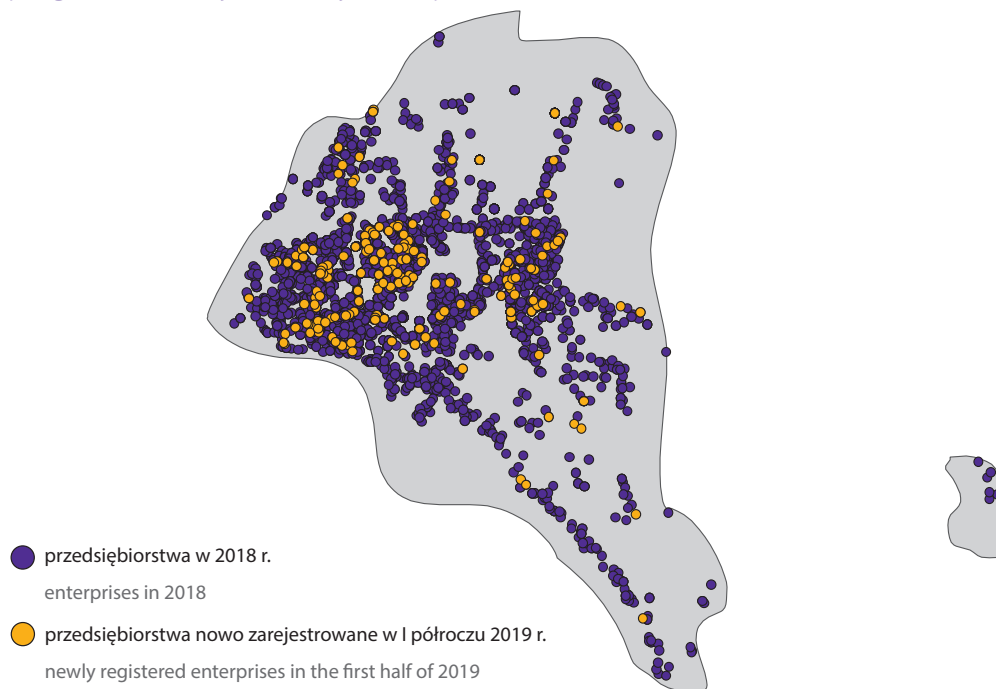 przedsiębiorstwa w 2018 r.
enterprises in 2018
przedsiębiorstwa nowo zarejestrowane w I półroczu 2019 r.
newly registered enterprises in the first half of 2019